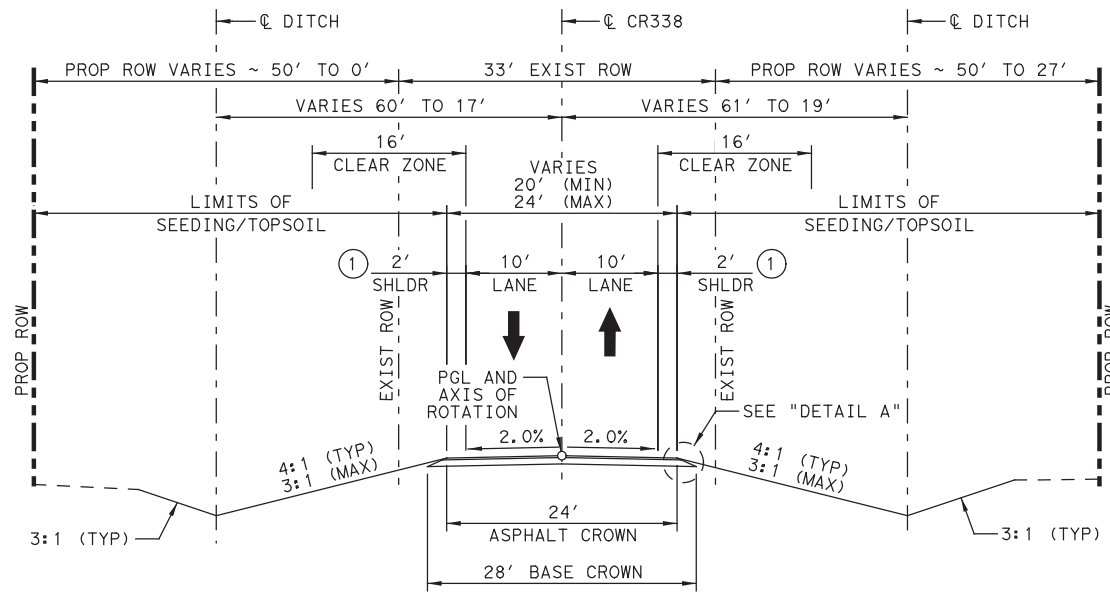 ℄ DITCH
℄ CR338
℄ DITCH
PROP ROW VARIES ~ 50' TO 0'
33' EXIST ROW
PROP ROW VARIES ~ 50' TO 27'
VARIES 60' TO 17'
VARIES 61' TO 19'
16'
CLEAR ZONE
VARIES
20' (MIN)
24' (MAX)
16'
CLEAR ZONE
LIMITS OF
SEEDING/TOPSOIL
LIMITS OF
SEEDING/TOPSOIL
1
2'
SHLDR
10'
LANE
10'
LANE
2'
SHLDR
1
PROP ROW
EXIST ROW
EXIST ROW
PROP ROW
PGL AND
AXIS OF
ROTATION
SEE "DETAIL A"
2.0%
2.0%
4:1 (TYP)
3:1 (MAX)
4:1 (TYP)
3:1 (MAX)
3:1 (TYP)
24'
ASPHALT CROWN
3:1 (TYP)
28' BASE CROWN